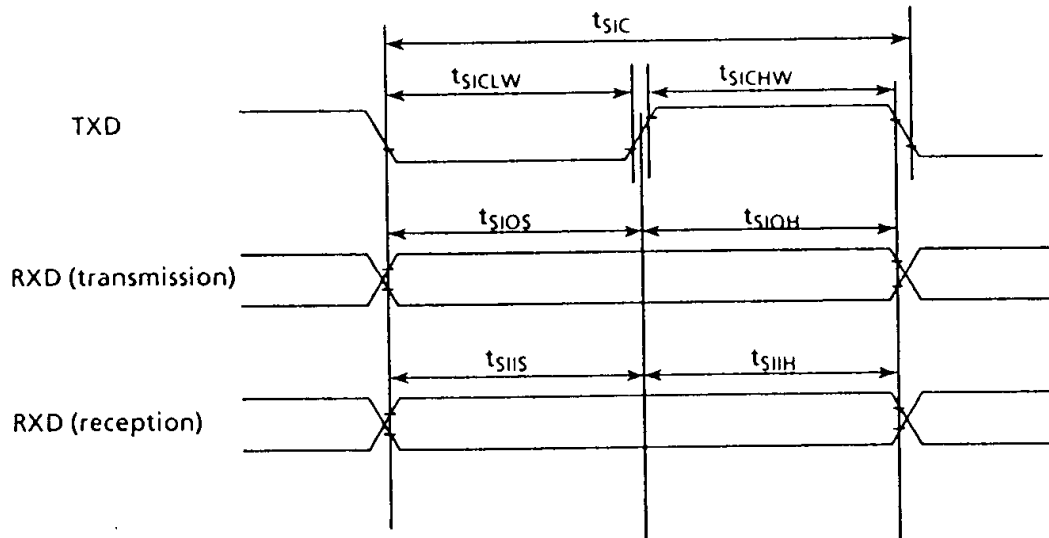 tSIC
tSICLW
tSICHW
TXD
tSIOS
tSIOH
RXD (transmission)
tSIIS
tSIIH
RXD (reception)